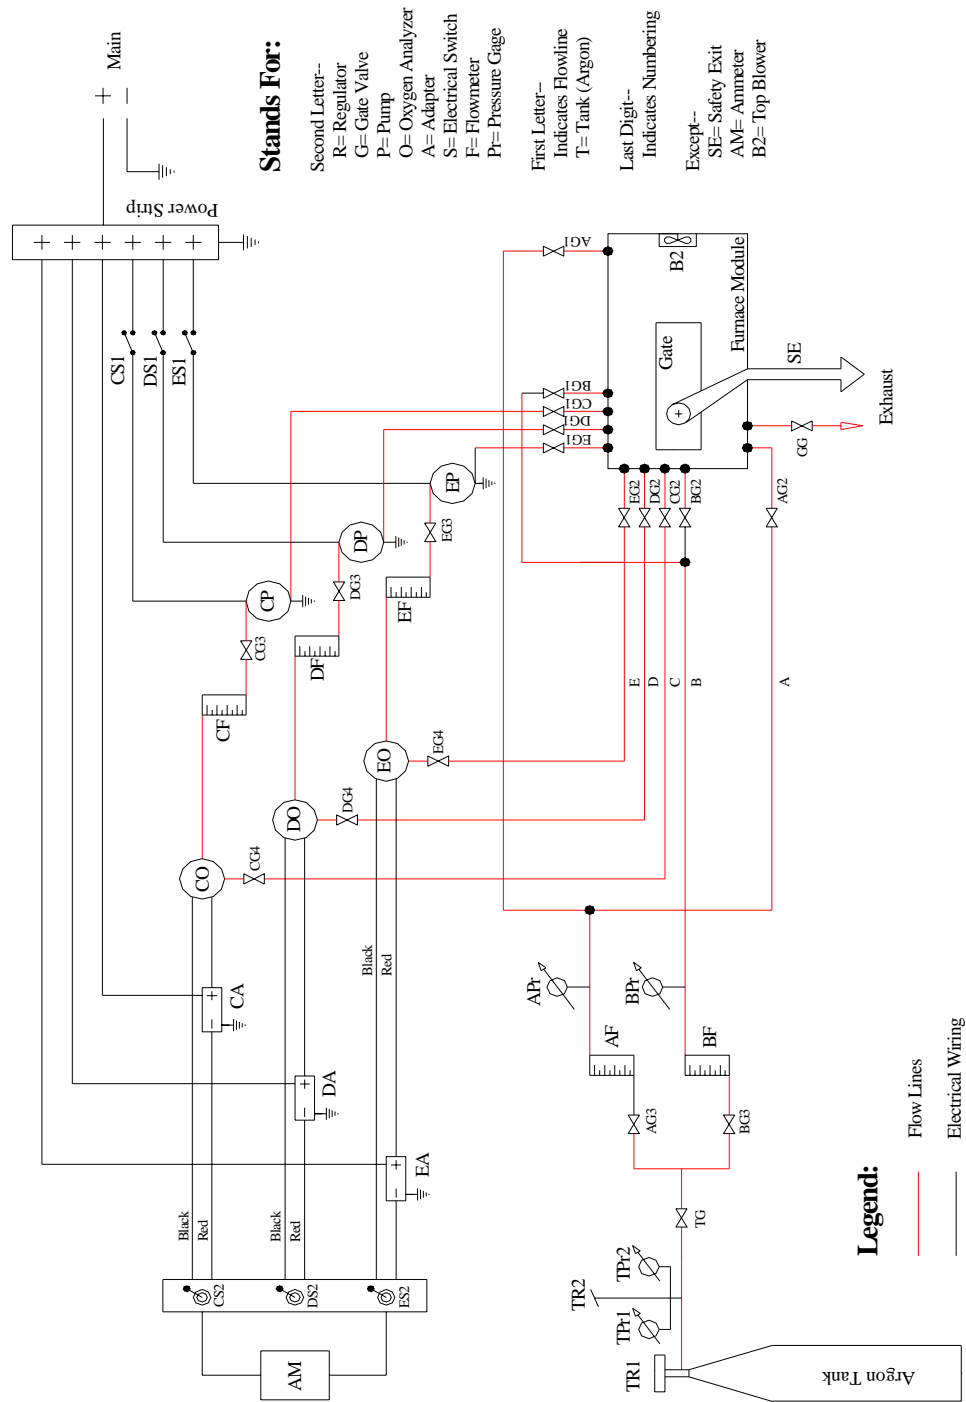 Main
+
−
Power Strip
+ + + + + +
Stands For:
Second Letter--
R= Regulator
G= Gate Valve
P= Pump
O= Oxygen Analyzer
A= Adapter
S= Electrical Switch
F= Flowmeter
Pr= Pressure Gage
First Letter--
Indicates Flowline
T= Tank (Argon)
Last Digit--
Indicates Numbering
Except--
SE= Safety Exit
AM= Ammeter
B2= Top Blower
CS1
DS1
ES1
CP
DP
EP
CG3
DG3
EG3
CF
DF
EF
CO
DO
EO
CG4
DG4
EG4
AG1
BG1
CG1
DG1
EG1
B2
Furnace Module
Gate
+
SE
Exhaust
GG
EG2
DG2
CG2
BG2
AG2
E
D
C
B
A
Black
Red
Black
Red
Black
Red
− +
CA
− +
DA
− +
EA
CS2
DS2
ES2
AM
APr
BPr
AF
BF
AG3
BG3
TG
TPr2
TR2
TPr1
TR1
Argon Tank
Legend:
Flow Lines
Electrical Wiring